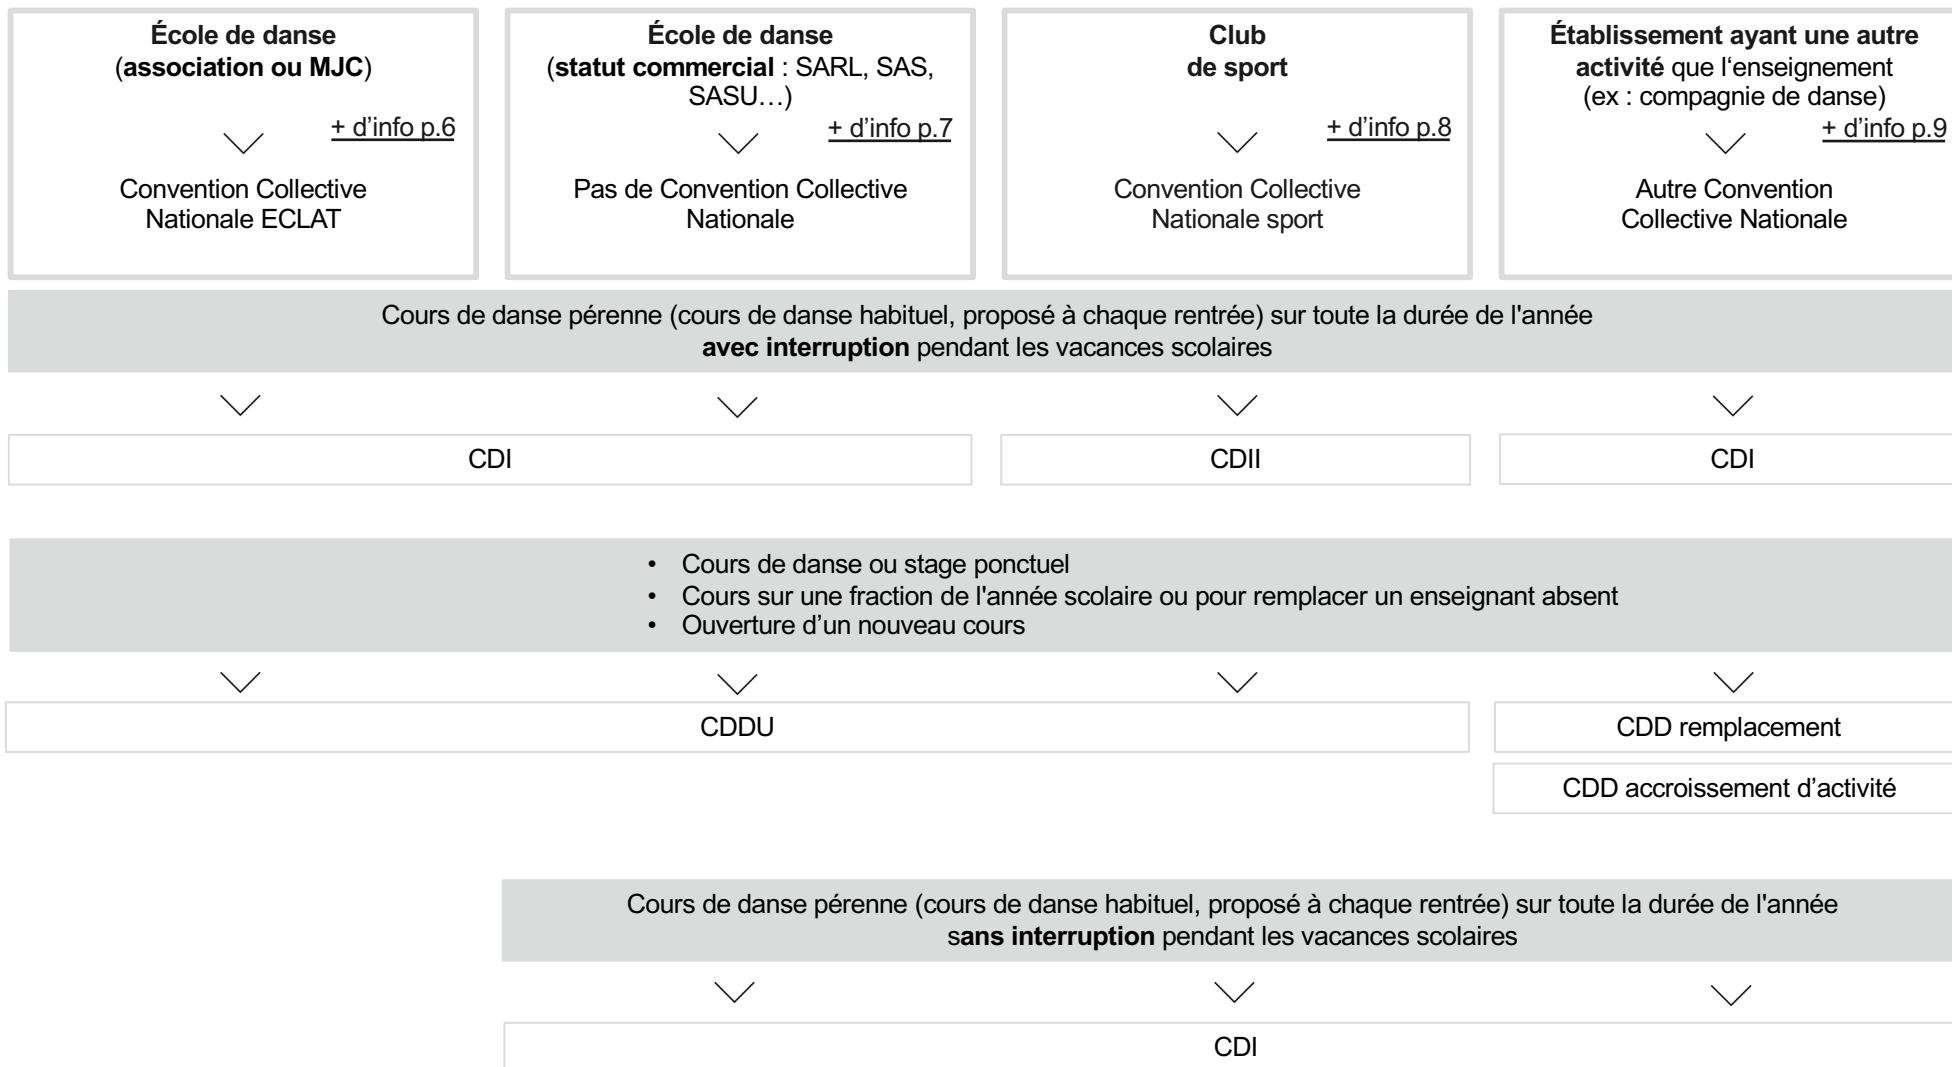 École de danse
(association ou MJC)
+ d'info p.6
Convention Collective
Nationale ECLAT
École de danse
(statut commercial : SARL, SAS,
SASU…)
+ d'info p.7
Pas de Convention Collective
Nationale
Club
de sport
+ d'info p.8
Convention Collective
Nationale sport
Établissement ayant une autre
activité que l‘enseignement
(ex : compagnie de danse)
+ d'info p.9
Autre Convention
Collective Nationale
Cours de danse pérenne (cours de danse habituel, proposé à chaque rentrée) sur toute la durée de l'année
avec interruption pendant les vacances scolaires
CDI
CDII
CDI
• Cours de danse ou stage ponctuel
• Cours sur une fraction de l'année scolaire ou pour remplacer un enseignant absent
• Ouverture d’un nouveau cours
CDDU
CDD remplacement
CDD accroissement d’activité
Cours de danse pérenne (cours de danse habituel, proposé à chaque rentrée) sur toute la durée de l'année
sans interruption pendant les vacances scolaires
CDI